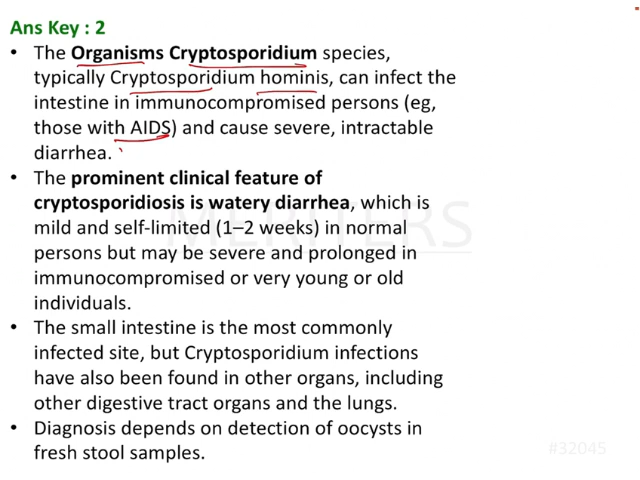 Ans Key : 2
• The Organisms Cryptosporidium species,
typically Cryptosporidium hominis, can infect the
intestine in immunocompromised persons (eg,
those with AIDS) and cause severe, intractable
diarrhea.
• The prominent clinical feature of
cryptosporidiosis is watery diarrhea, which is
mild and self-limited (1–2 weeks) in normal
persons but may be severe and prolonged in
immunocompromised or very young or old
individuals.
• The small intestine is the most commonly
infected site, but Cryptosporidium infections
have also been found in other organs, including
other digestive tract organs and the lungs.
• Diagnosis depends on detection of oocysts in
fresh stool samples.
MERITERS
#32045